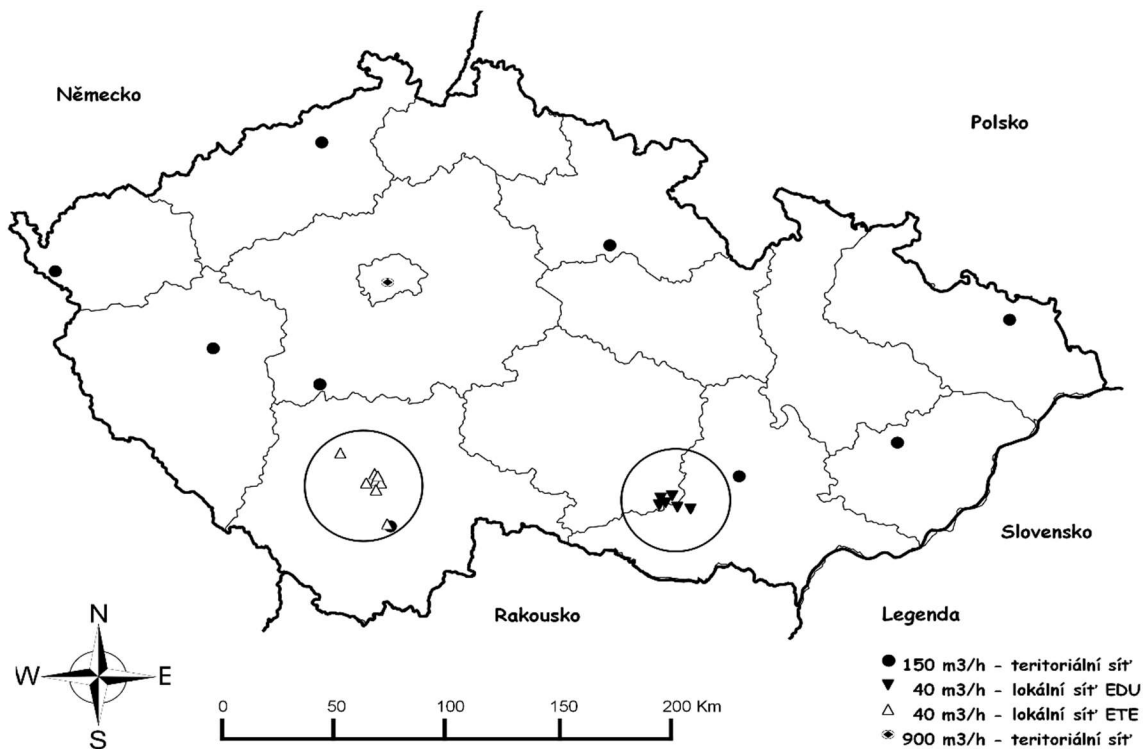 Německo
Polsko
Slovensko
Rakousko
N
W
E
S
0 50 100 150 200 Km
Legenda
150 m3/h - teritoriální síť
40 m3/h - lokální síť EDU
40 m3/h - lokální síť ETE
900 m3/h - teritoriální síť